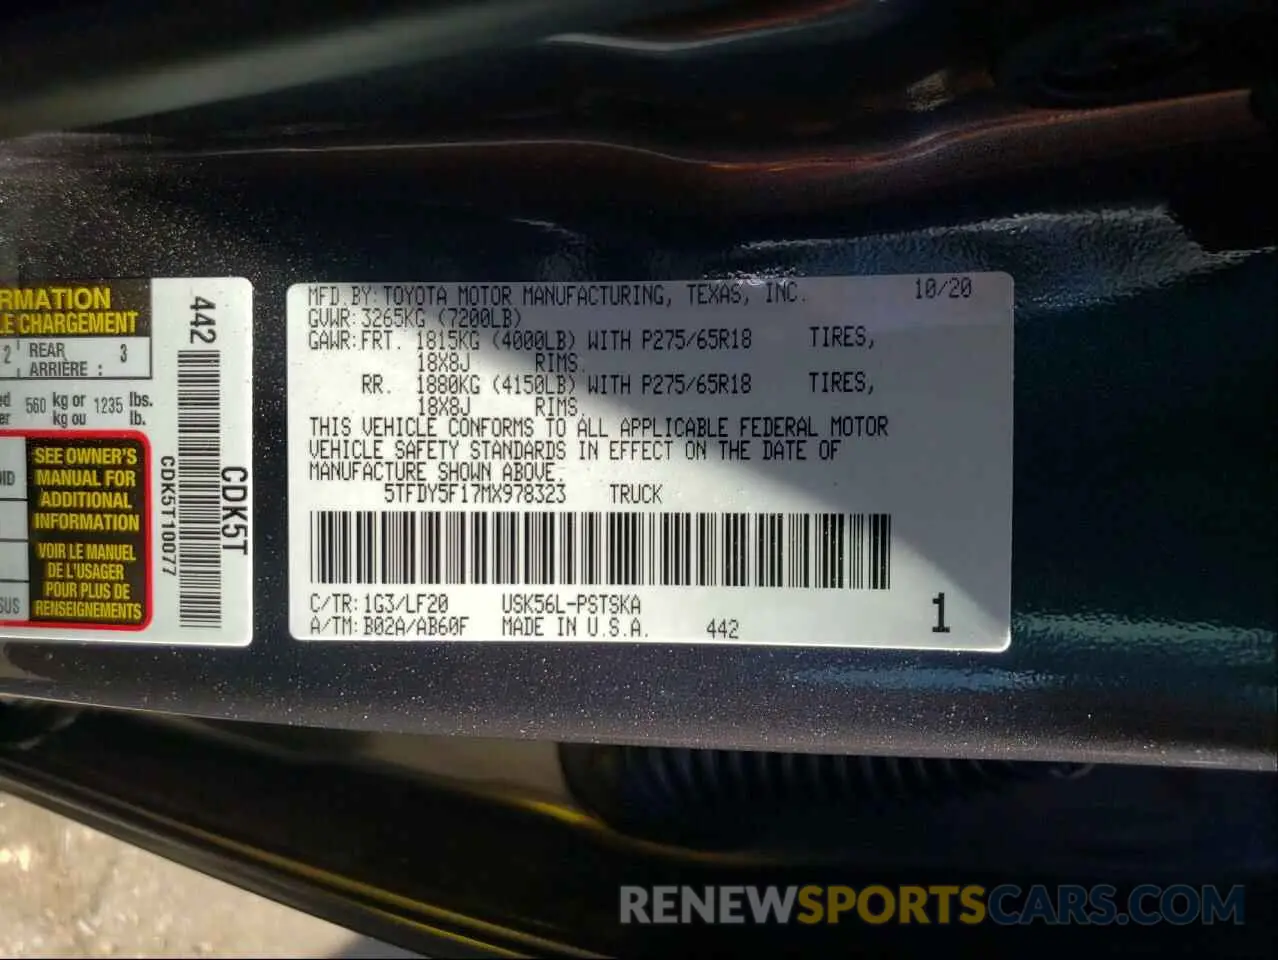 RMATION
LE CHARGEMENT
2 REAR 3
ARRIÈRE :
560 kg or 1235 lbs.
kg ou lb.
SEE OWNER'S
MANUAL FOR
ADDITIONAL
INFORMATION
VOIR LE MANUEL
DE L'USAGER
POUR PLUS DE
RENSEIGNEMENTS
442
CDK5T10077
CDK5T
MFD.BY:TOYOTA MOTOR MANUFACTURING, TEXAS, INC. 10/20
GVWR:3265KG (7200LB)
GAWR:FRT. 1815KG (4000LB) WITH P275/65R18 TIRES,
18X8J RIMS.
RR. 1880KG (4150LB) WITH P275/65R18 TIRES,
18X8J RIMS.
THIS VEHICLE CONFORMS TO ALL APPLICABLE FEDERAL MOTOR
VEHICLE SAFETY STANDARDS IN EFFECT ON THE DATE OF
MANUFACTURE SHOWN ABOVE.
5TFDY5F17MX978323 TRUCK
C/TR:1G3/LF20 USK56L-PSTSKA
A/TM:B02A/AB60F MADE IN U.S.A. 442
1
RENEWSPORTSCARS.COM